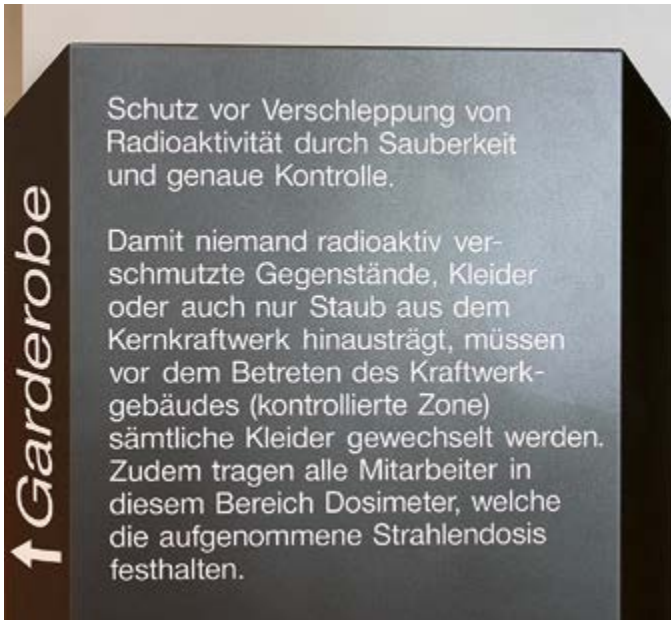 Garderobe
Schutz vor Verschleppung von
Radioaktivität durch Sauberkeit
und genaue Kontrolle.
Damit niemand radioaktiv ver-
schmutzte Gegenstände, Kleider
oder auch nur Staub aus dem
Kernkraftwerk hinausträgt, müssen
vor dem Betreten des Kraftwerk-
gebäudes (kontrollierte Zone)
sämtliche Kleider gewechselt werden.
Zudem tragen alle Mitarbeiter in
diesem Bereich Dosimeter, welche
die aufgenommene Strahlendosis
festhalten.